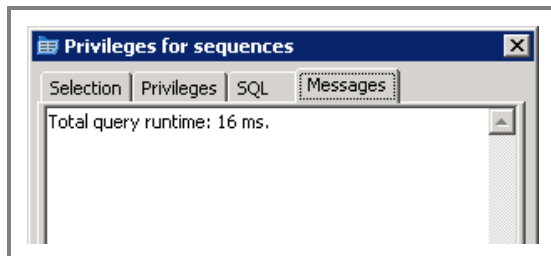 Privileges for sequences
Selection Privileges SQL Messages
Total query runtime: 16 ms.